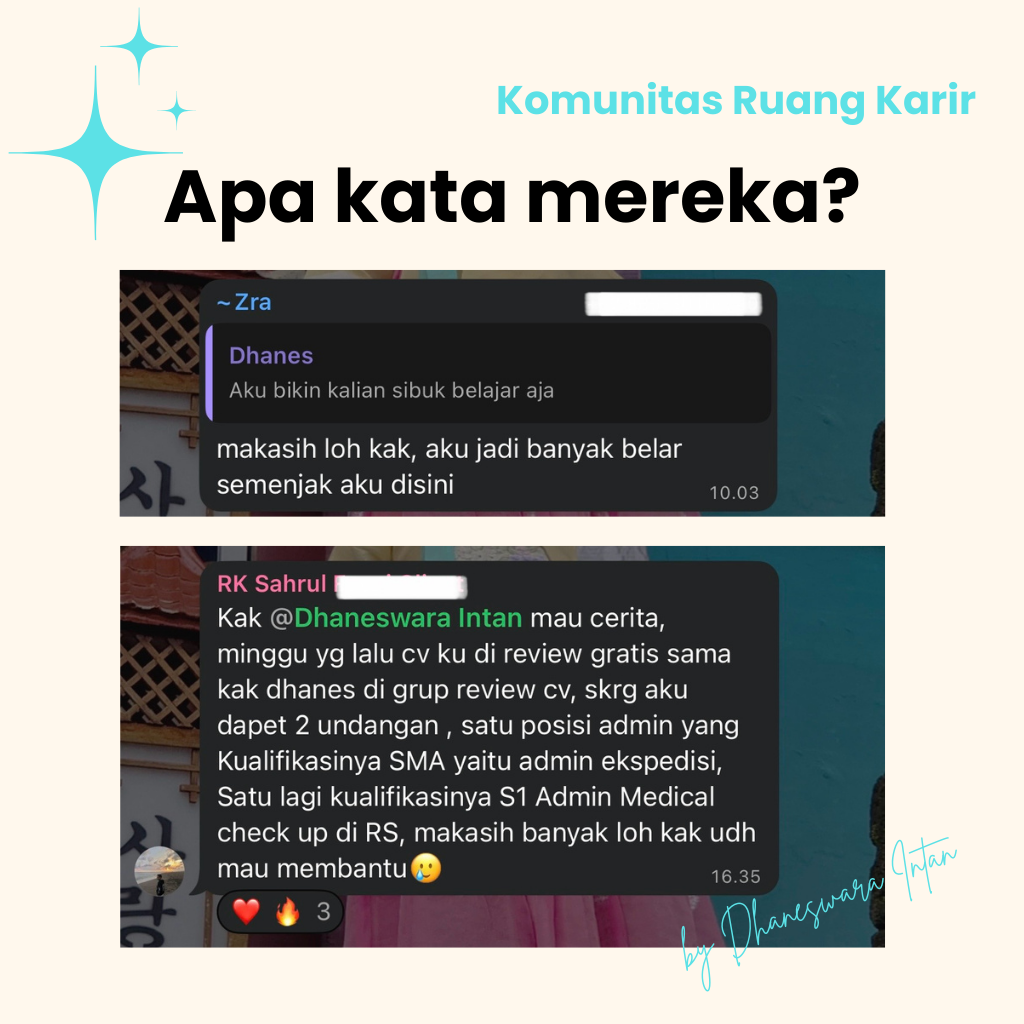 Komunitas Ruang Karir
Apa kata mereka?
~ Zra
Dhanes
Aku bikin kalian sibuk belajar aja
makasih loh kak, aku jadi banyak belar
semenjak aku disini
10.03
사
RK Sahrul
Kak @Dhaneswara Intan mau cerita,
minggu yg lalu cv ku di review gratis sama
kak dhanes di grup review cv, skrg aku
dapet 2 undangan , satu posisi admin yang
Kualifikasinya SMA yaitu admin ekspedisi,
Satu lagi kualifikasinya S1 Admin Medical
check up di RS, makasih banyak loh kak udh
mau membantu🥲
16.35
❤️ 🔥 3
by Dhaneswara Intan